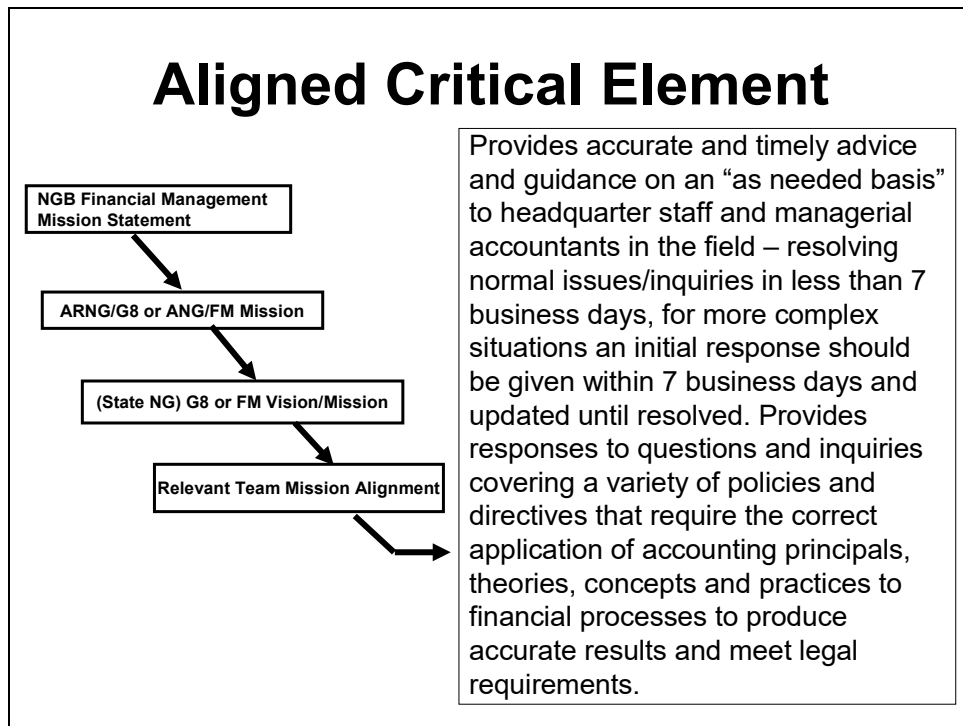 Aligned Critical Element
NGB Financial Management
Mission Statement
ARNG/G8 or ANG/FM Mission
(State NG) G8 or FM Vision/Mission
Relevant Team Mission Alignment
Provides accurate and timely advice
and guidance on an “as needed basis”
to headquarter staff and managerial
accountants in the field – resolving
normal issues/inquiries in less than 7
business days, for more complex
situations an initial response should
be given within 7 business days and
updated until resolved. Provides
responses to questions and inquiries
covering a variety of policies and
directives that require the correct
application of accounting principals,
theories, concepts and practices to
financial processes to produce
accurate results and meet legal
requirements.